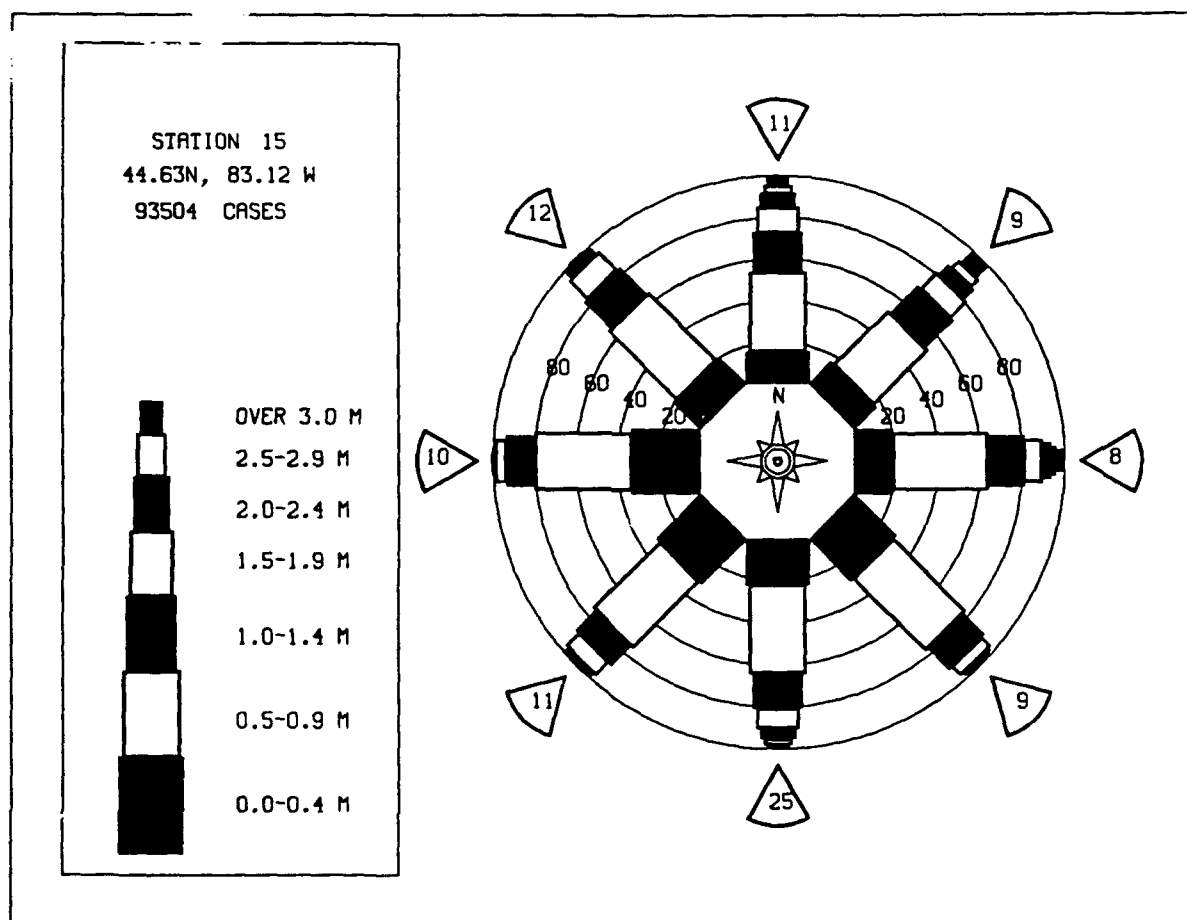 STATION 15
44.63N, 83.12 W
93504 CASES
OVER 3.0 M
2.5-2.9 M
2.0-2.4 M
1.5-1.9 M
1.0-1.4 M
0.5-0.9 M
0.0-0.4 M
11
12
9
80
60
40
20
N
20
40
60
80
10
8
11
9
25